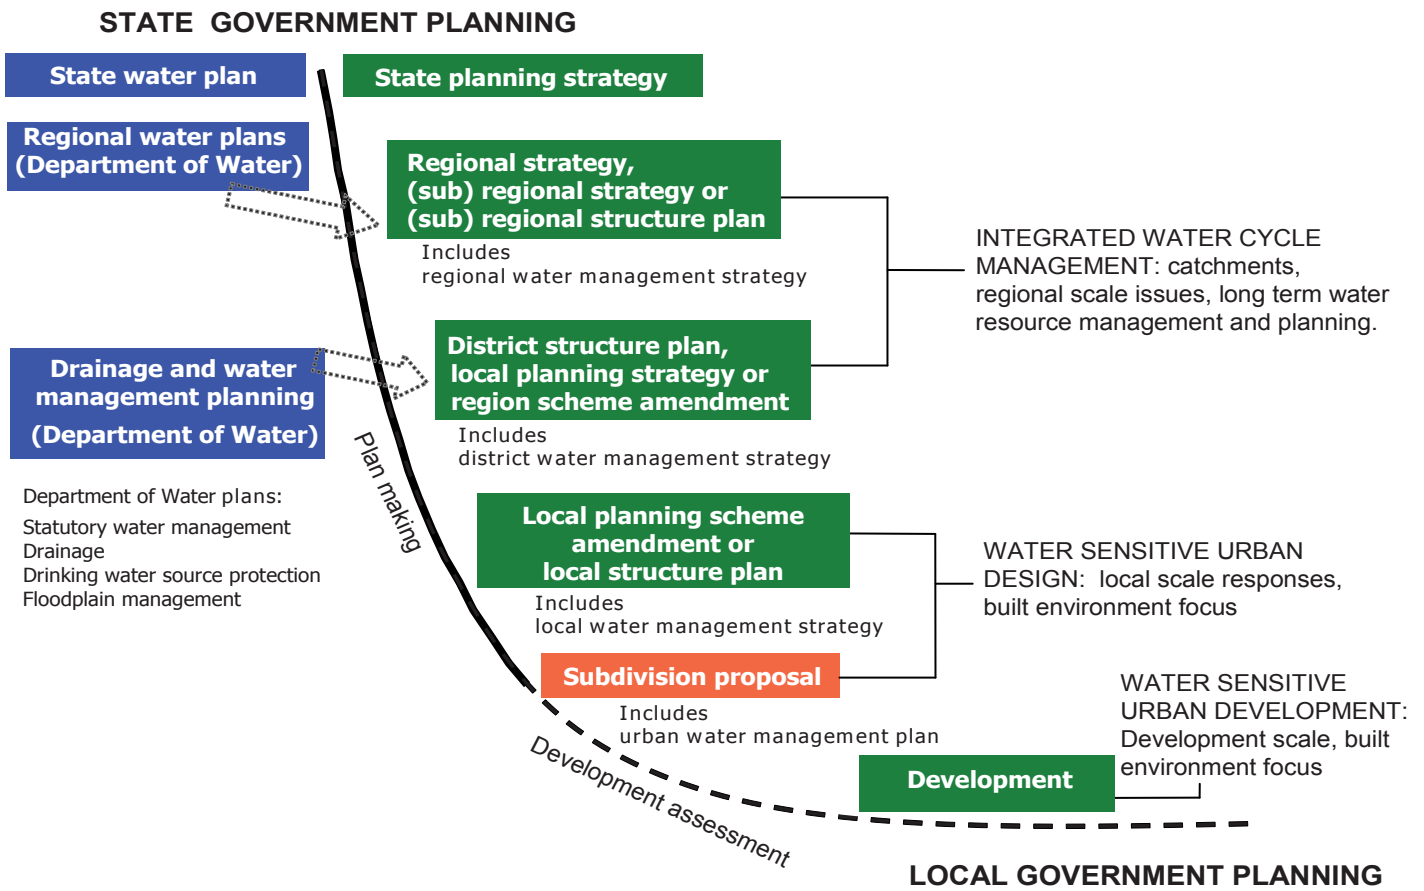 STATE GOVERNMENT PLANNING
State water plan
State planning strategy
Regional water plans
(Department of Water)
Regional strategy,
(sub) regional strategy or
(sub) regional structure plan
Includes
regional water management strategy
INTEGRATED WATER CYCLE
MANAGEMENT: catchments,
regional scale issues, long term water
resource management and planning.
Drainage and water
management planning
(Department of Water)
District structure plan,
local planning strategy or
region scheme amendment
Includes
district water management strategy
Plan making
Department of Water plans:
Statutory water management
Drainage
Drinking water source protection
Floodplain management
Local planning scheme
amendment or
local structure plan
Includes
local water management strategy
WATER SENSITIVE URBAN
DESIGN: local scale responses,
built environment focus
Subdivision proposal
Includes
urban water management plan
WATER SENSITIVE
URBAN DEVELOPMENT:
Development scale, built
environment focus
Development assessment
Development
LOCAL GOVERNMENT PLANNING